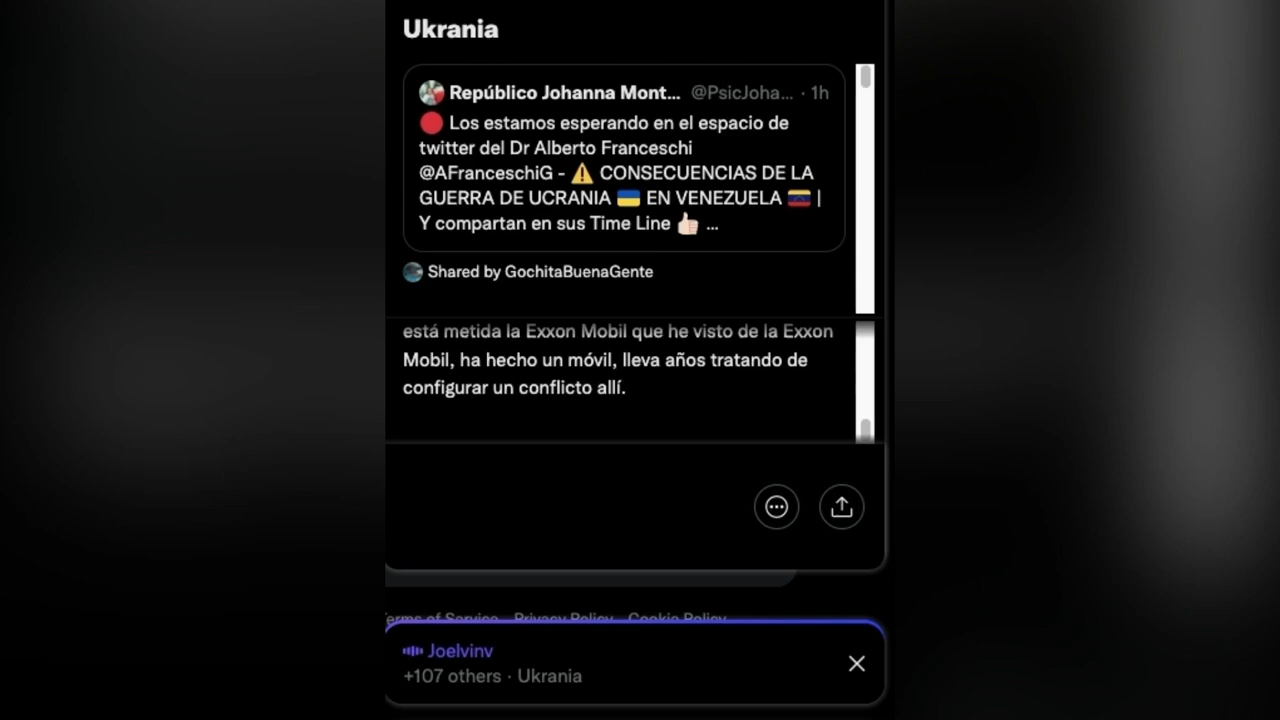 Ukrania
Repúblico Johanna Mont... @PsicJoha... · 1h
Los estamos esperando en el espacio de
twitter del Dr Alberto Franceschi
@AFranceschiG - ⚠️ CONSECUENCIAS DE LA
GUERRA DE UCRANIA 🇺🇦 EN VENEZUELA 🇻🇪 |
Y compartan en sus Time Line 👍🏻 ...
Shared by GochitaBuenaGente
está metida la Exxon Mobil que he visto de la Exxon
Mobil, ha hecho un móvil, lleva años tratando de
configurar un conflicto allí.
Terms of Service Privacy Policy Cookie Policy
Joelvinv
+107 others · Ukrania